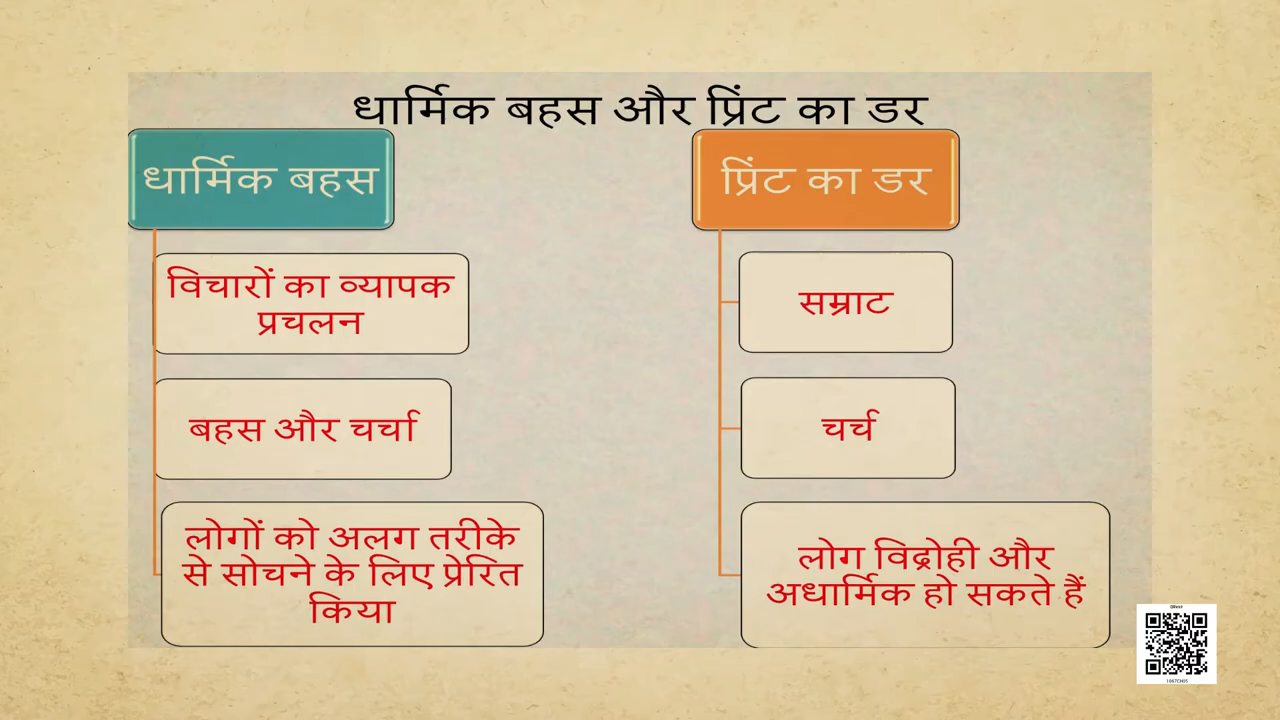 धार्मिक बहस और प्रिंट का डर
धार्मिक बहस
विचारों का व्यापक
प्रचलन
बहस और चर्चा
लोगों को अलग तरीके
से सोचने के लिए प्रेरित
किया
प्रिंट का डर
सम्राट
चर्च
लोग विद्रोही और
अधार्मिक हो सकते हैं